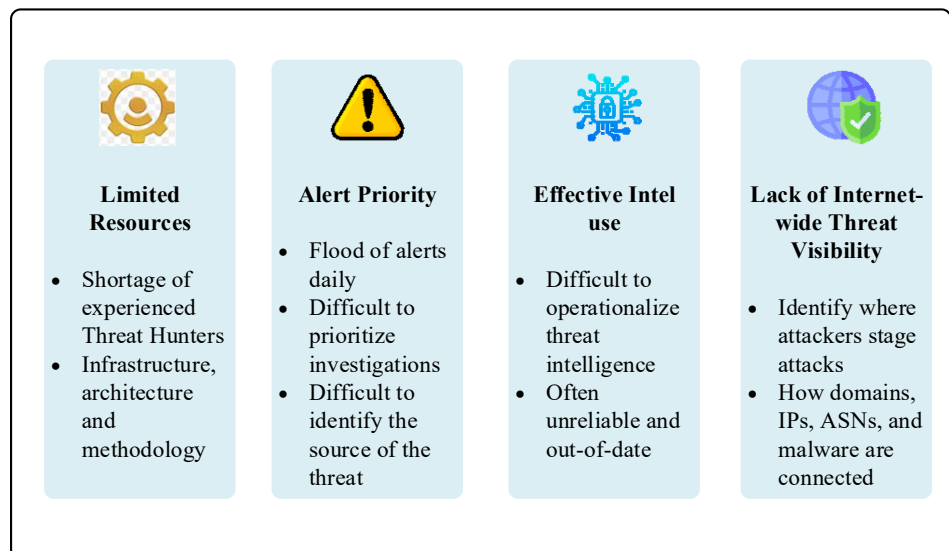 Limited
Resources
• Shortage of
experienced
Threat Hunters
• Infrastructure,
architecture
and
methodology
Alert Priority
• Flood of alerts
daily
• Difficult to
prioritize
investigations
• Difficult to
identify the
source of the
threat
Effective Intel
use
• Difficult to
operationalize
threat
intelligence
• Often
unreliable and
out-of-date
Lack of Internet-
wide Threat
Visibility
• Identify where
attackers stage
attacks
• How domains,
IPs, ASNs, and
malware are
connected